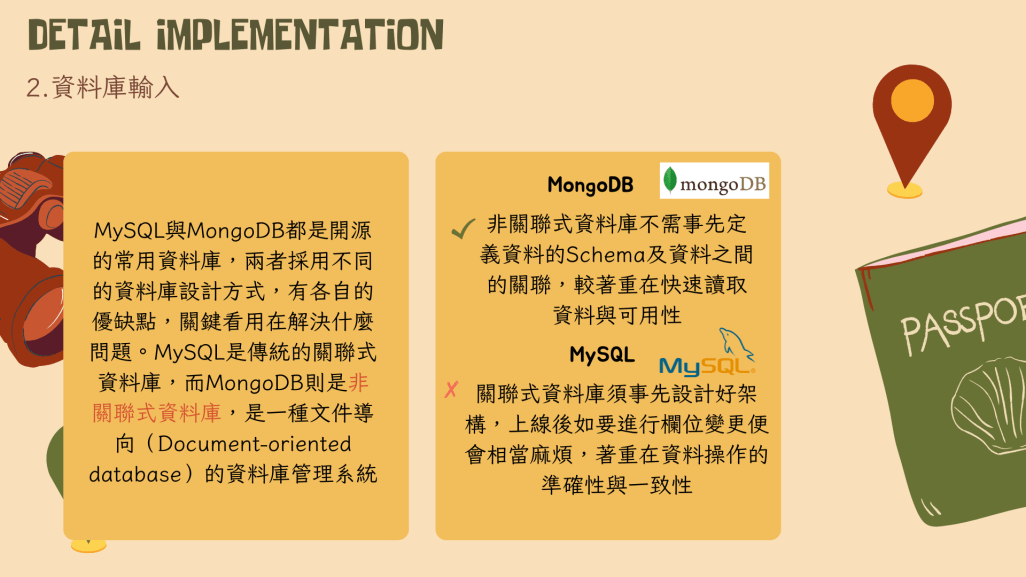 DETAIL IMPLEMENTATION
2.資料庫輸入
MySQL與MongoDB都是開源
的常用資料庫，兩者採用不同
的資料庫設計方式，有各自的
優缺點，關鍵看用在解決什麼
問題。MySQL是傳統的關聯式
資料庫，而MongoDB則是非
關聯式資料庫，是一種文件導
向（Document-oriented
database）的資料庫管理系統
MongoDB
mongoDB
✓ 非關聯式資料庫不需事先定
義資料的Schema及資料之間
的關聯，較著重在快速讀取
資料與可用性
MySQL
MySQL®
✗ 關聯式資料庫須事先設計好架
構，上線後如要進行欄位變更便
會相當麻煩，著重在資料操作的
準確性與一致性
PASSPO